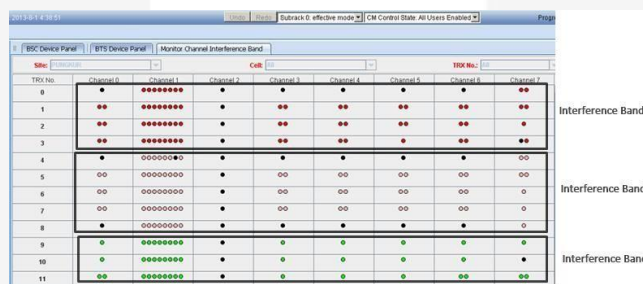 2013-9-1 4:38:51 Undo Redo Subrack 0: effective mode CM Control State: All Users Enabled Progr
BSC Device Panel BTS Device Panel Monitor Channel Interference Band
Site: Cell: All TRX No.: All
TRX No. Channel 0 Channel 1 Channel 2 Channel 3 Channel 4 Channel 5 Channel 6 Channel 7
0
1
Interference Band
2
3
4
5
6
Interference Band
7
8
9
10
Interference Band
11